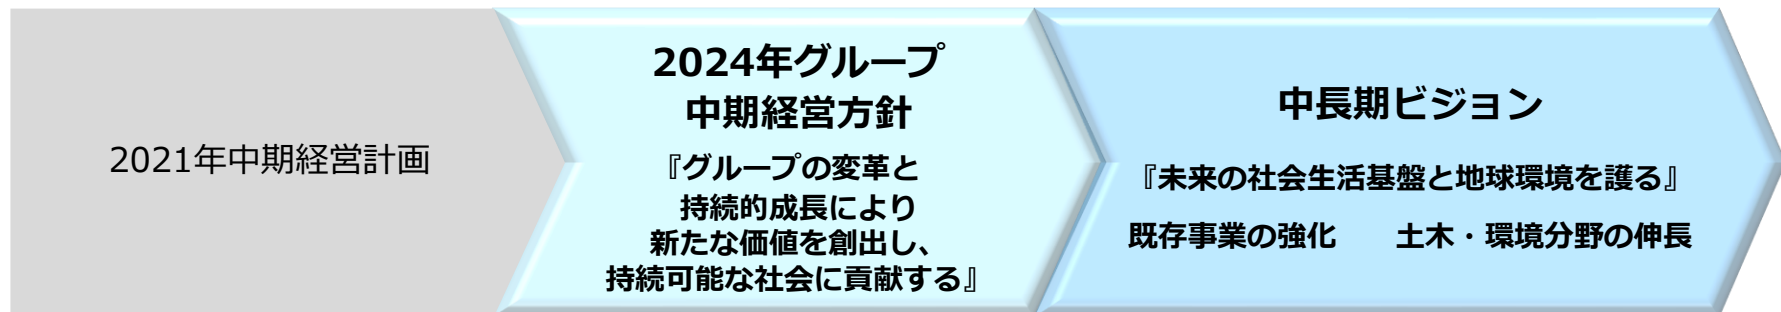 2021年中期経営計画
2024年グループ
中期経営方針
『グループの変革と
持続的成長により
新たな価値を創出し、
持続可能な社会に貢献する』
中長期ビジョン
『未来の社会生活基盤と地球環境を護る』
既存事業の強化　　土木・環境分野の伸長